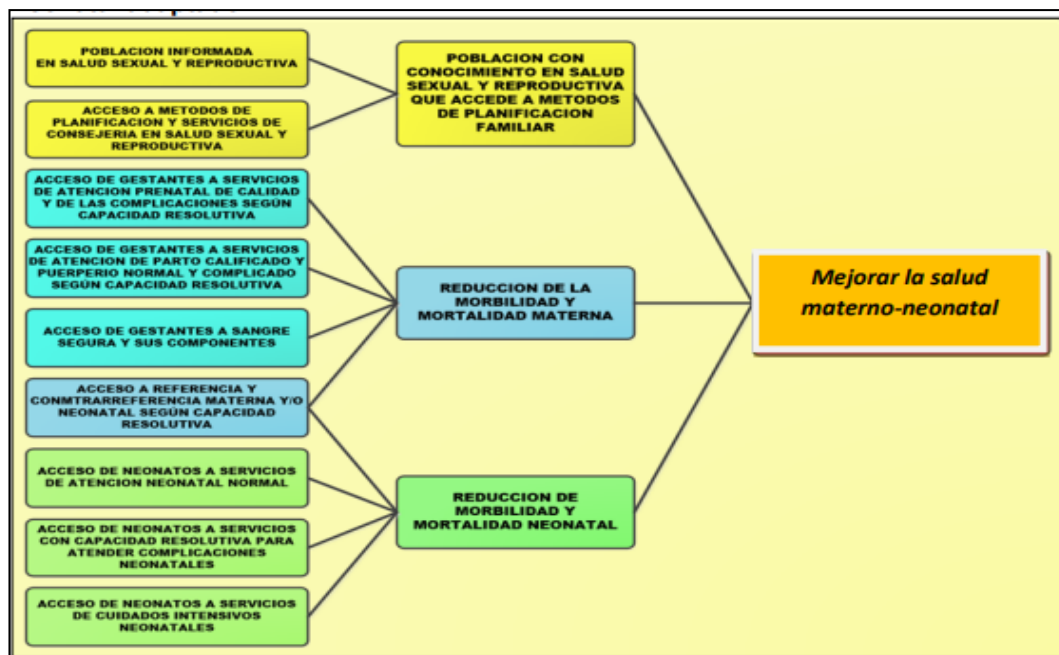 POBLACION INFORMADA
EN SALUD SEXUAL Y REPRODUCTIVA
ACCESO A METODOS DE
PLANIFICACION Y SERVICIOS DE
CONSEJERIA EN SALUD SEXUAL Y
REPRODUCTIVA
ACCESO DE GESTANTES A SERVICIOS
DE ATENCION PRENATAL DE CALIDAD
Y DE LAS COMPLICACIONES SEGÚN
CAPACIDAD RESOLUTIVA
ACCESO DE GESTANTES A SERVICIOS
DE ATENCION DE PARTO CALIFICADO Y
PUERPERIO NORMAL Y COMPLICADO
SEGÚN CAPACIDAD RESOLUTIVA
ACCESO DE GESTANTES A SANGRE
SEGURA Y SUS COMPONENTES
ACCESO A REFERENCIA Y
CONMTRARREFERENCIA MATERNA Y/O
NEONATAL SEGÚN CAPACIDAD
RESOLUTIVA
ACCESO DE NEONATOS A SERVICIOS
DE ATENCION NEONATAL NORMAL
ACCESO DE NEONATOS A SERVICIOS
CON CAPACIDAD RESOLUTIVA PARA
ATENDER COMPLICACIONES
NEONATALES
ACCESO DE NEONATOS A SERVICIOS
DE CUIDADOS INTENSIVOS
NEONATALES
POBLACION CON
CONOCIMIENTO EN SALUD
SEXUAL Y REPRODUCTIVA
QUE ACCEDE A METODOS
DE PLANIFICACION
FAMILIAR
REDUCCION DE LA
MORBILIDAD Y
MORTALIDAD MATERNA
REDUCCION DE
MORBILIDAD Y
MORTALIDAD NEONATAL
Mejorar la salud
materno-neonatal